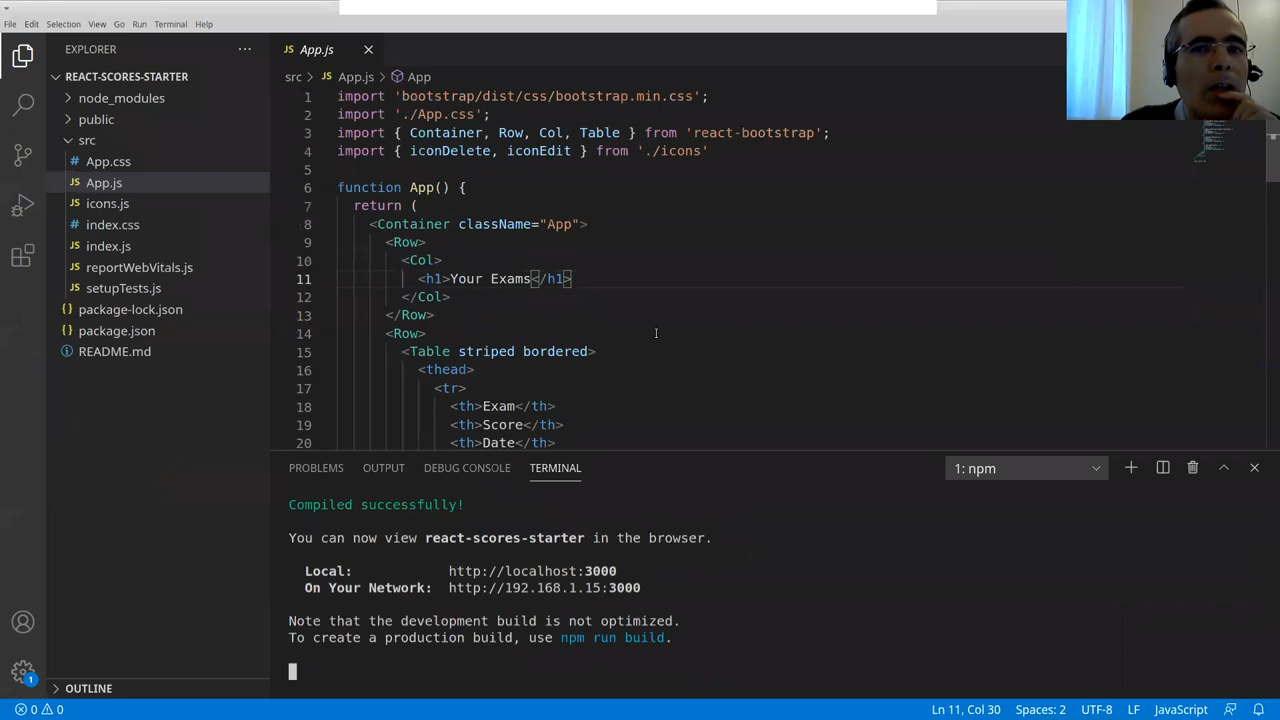 File Edit Selection View Go Run Terminal Help
EXPLORER
App.js
REACT-SCORES-STARTER
node_modules
public
src
App.css
App.js
icons.js
index.css
index.js
reportWebVitals.js
setupTests.js
package-lock.json
package.json
README.md
OUTLINE
src > App.js > App
1 import 'bootstrap/dist/css/bootstrap.min.css';
2 import './App.css';
3 import { Container, Row, Col, Table } from 'react-bootstrap';
4 import { iconDelete, iconEdit } from './icons'
5
6 function App() {
7 return (
8 <Container className="App">
9 <Row>
10 <Col>
11 <h1>Your Exams</h1>
12 </Col>
13 </Row>
14 <Row>
15 <Table striped bordered>
16 <thead>
17 <tr>
18 <th>Exam</th>
19 <th>Score</th>
20 <th>Date</th>
PROBLEMS OUTPUT DEBUG CONSOLE TERMINAL 1: npm
Compiled successfully!
You can now view react-scores-starter in the browser.
Local: http://localhost:3000
On Your Network: http://192.168.1.15:3000
Note that the development build is not optimized.
To create a production build, use npm run build.
1
0 0 Ln 11, Col 30 Spaces: 2 UTF-8 LF JavaScript